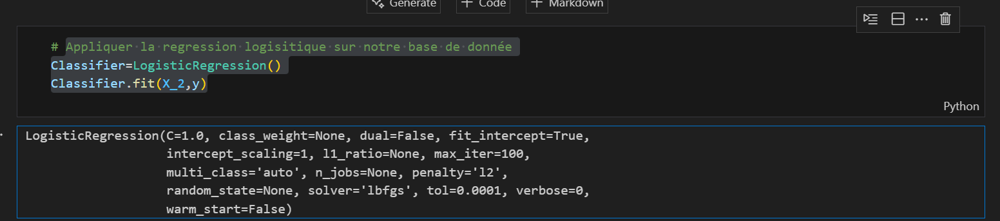 Generate + Code + Markdown
# Appliquer la regression logisitique sur notre base de donnée
Classifier=LogisticRegression()
Classifier.fit(X_2,y)
Python
LogisticRegression(C=1.0, class_weight=None, dual=False, fit_intercept=True,
intercept_scaling=1, l1_ratio=None, max_iter=100,
multi_class='auto', n_jobs=None, penalty='l2',
random_state=None, solver='lbfgs', tol=0.0001, verbose=0,
warm_start=False)